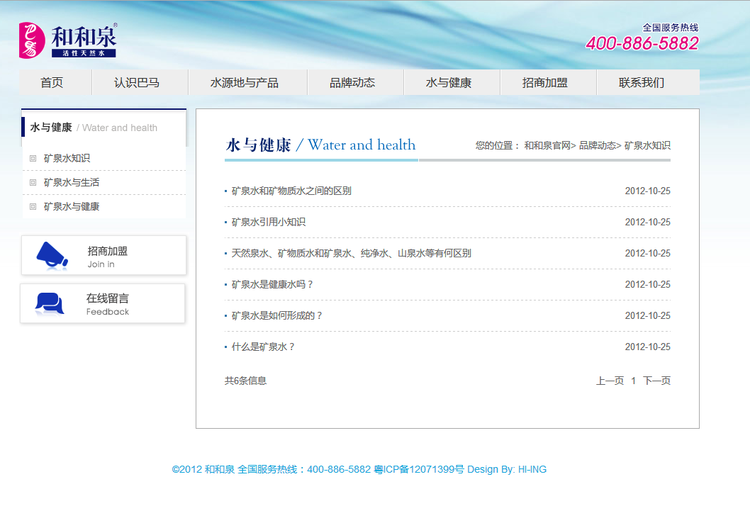 巴马
和和泉®
活性天然水
全国服务热线
400-886-5882
首页 认识巴马 水源地与产品 品牌动态 水与健康 招商加盟 联系我们
水与健康 / Water and health
矿泉水知识
矿泉水与生活
矿泉水与健康
招商加盟
Join in
在线留言
Feedback
水与健康 / Water and health 您的位置： 和和泉官网> 品牌动态> 矿泉水知识
矿泉水和矿物质水之间的区别 2012-10-25
矿泉水引用小知识 2012-10-25
天然泉水、矿物质水和矿泉水、纯净水、山泉水等有何区别 2012-10-25
矿泉水是健康水吗？ 2012-10-25
矿泉水是如何形成的？ 2012-10-25
什么是矿泉水？ 2012-10-25
共6条信息 上一页 1 下一页
©2012 和和泉 全国服务热线：400-886-5882 粤ICP备12071399号 Design By: HI-ING